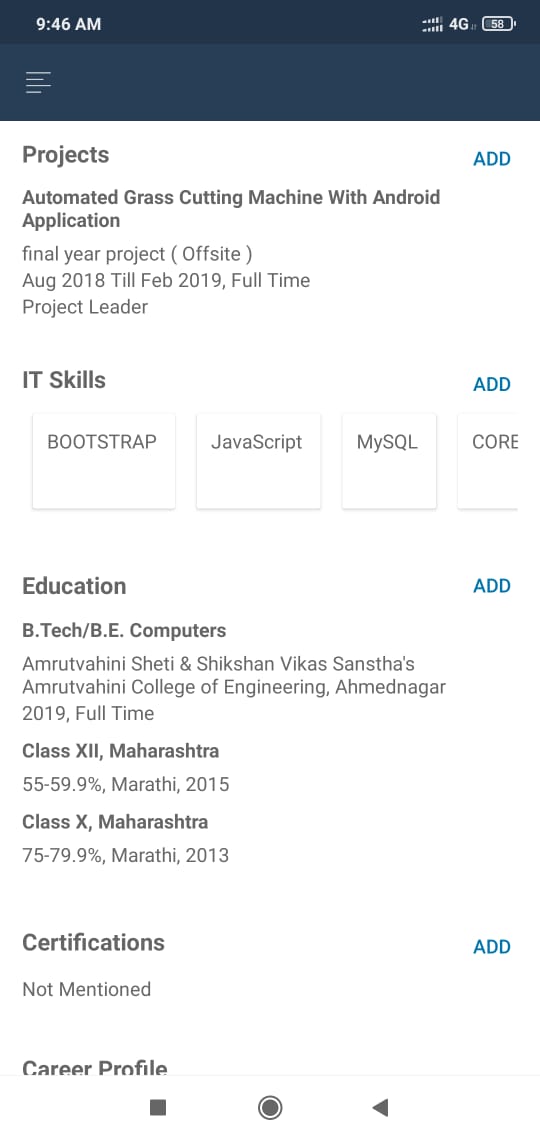 9:46 AM
4G
58
Projects
ADD
Automated Grass Cutting Machine With Android
Application
final year project ( Offsite )
Aug 2018 Till Feb 2019, Full Time
Project Leader
IT Skills
ADD
BOOTSTRAP JavaScript MySQL CORE
Education
ADD
B.Tech/B.E. Computers
Amrutvahini Sheti & Shikshan Vikas Sanstha's
Amrutvahini College of Engineering, Ahmednagar
2019, Full Time
Class XII, Maharashtra
55-59.9%, Marathi, 2015
Class X, Maharashtra
75-79.9%, Marathi, 2013
Certifications
ADD
Not Mentioned
Career Profile